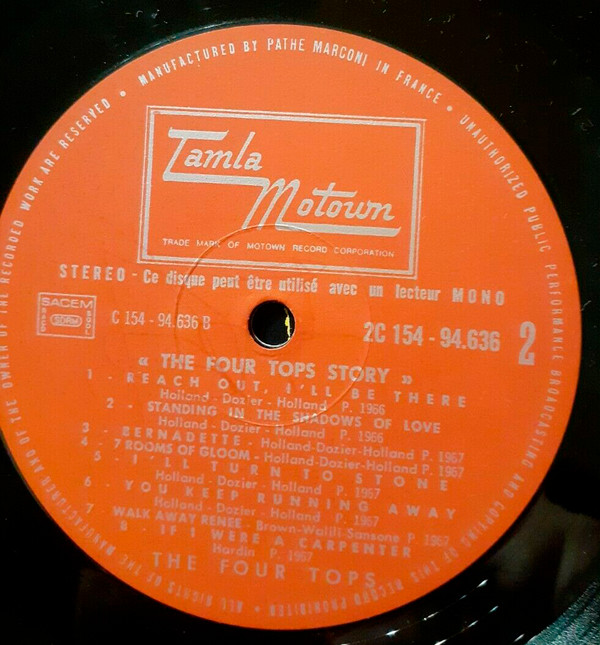 MANUFACTURED BY PATHE MARCONI IN FRANCE • UNAUTHORIZED PUBLIC PERFORMANCE BROADCASTING AND COPYING OF THIS RECORD PROHIBITED • ALL RIGHTS OF THE MANUFACTURER AND OF THE OWNER OF THE RECORDED WORK ARE RESERVED •
Tamla
Motown
TRADE MARK OF MOTOWN RECORD CORPORATION
STEREO - Ce disque peut être utilisé avec un lecteur MONO
SACEM
SACD SDRM SGDL
C 154 - 94.636 B
2C 154 - 94.636 2
« THE FOUR TOPS STORY »
1 - REACH OUT, I'LL BE THERE
Holland - Dozier - Holland P. 1966
2 - STANDING IN THE SHADOWS OF LOVE
Holland - Dozier - Holland P. 1966
3 - BERNADETTE - Holland-Dozier-Holland P. 1967
4 - 7 ROOMS OF GLOOM - Holland-Dozier-Holland P. 1967
5 - I'LL TURN TO STONE
Holland - Dozier - Holland P. 1967
6 - YOU KEEP RUNNING AWAY
Holland - Dozier - Holland P. 1967
7 WALK AWAY RENEE - Brown-Walill-Sansone P. 1967
8 - IF I WERE A CARPENTER
Hardin P. 1967
THE FOUR TOPS